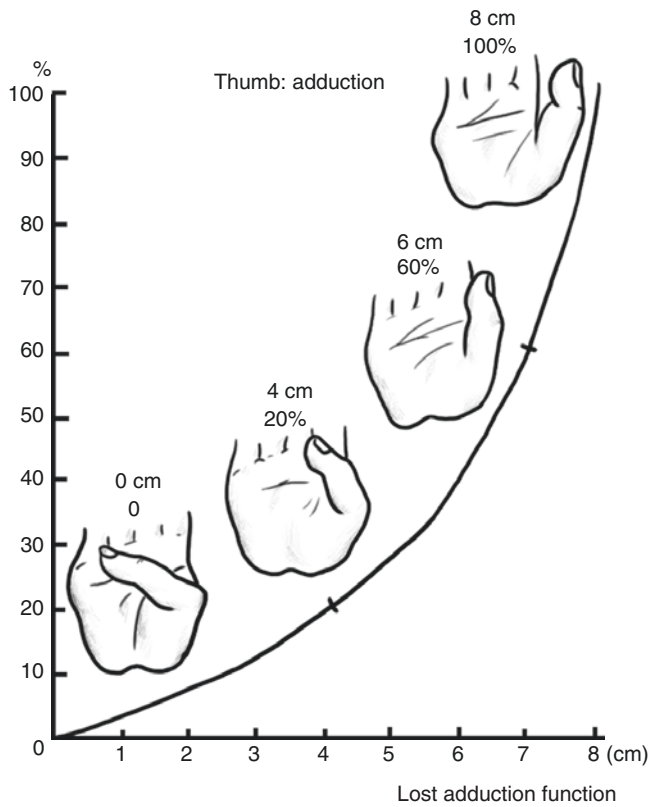 8 cm
100%
%
Thumb: adduction
100
90
80
6 cm
60%
70
60
4 cm
20%
50
40
0 cm
0
30
20
10
0
1 2 3 4 5 6 7 8 (cm)
Lost adduction function